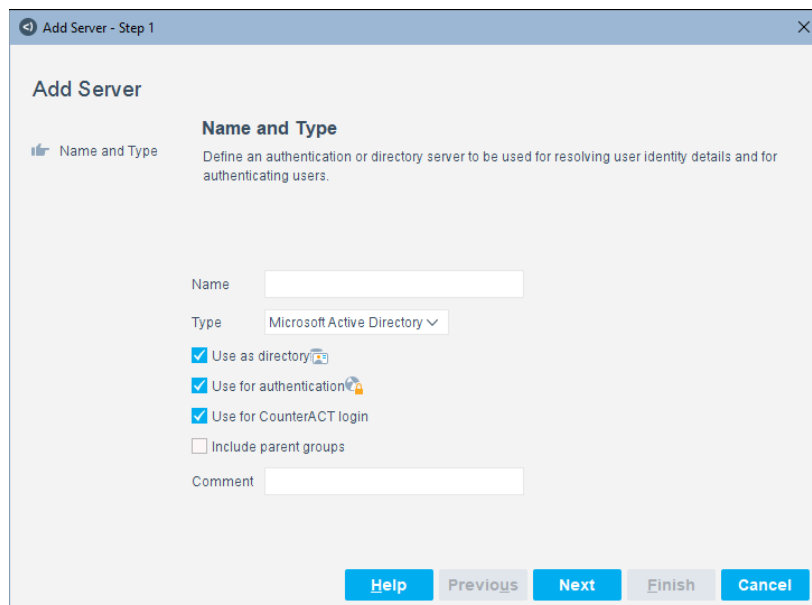 Add Server - Step 1
Add Server
Name and Type
Name and Type
Define an authentication or directory server to be used for resolving user identity details and for
authenticating users.
Name
Type Microsoft Active Directory
Use as directory
Use for authentication
Use for CounterACT login
Include parent groups
Comment
Help Previous Next Finish Cancel